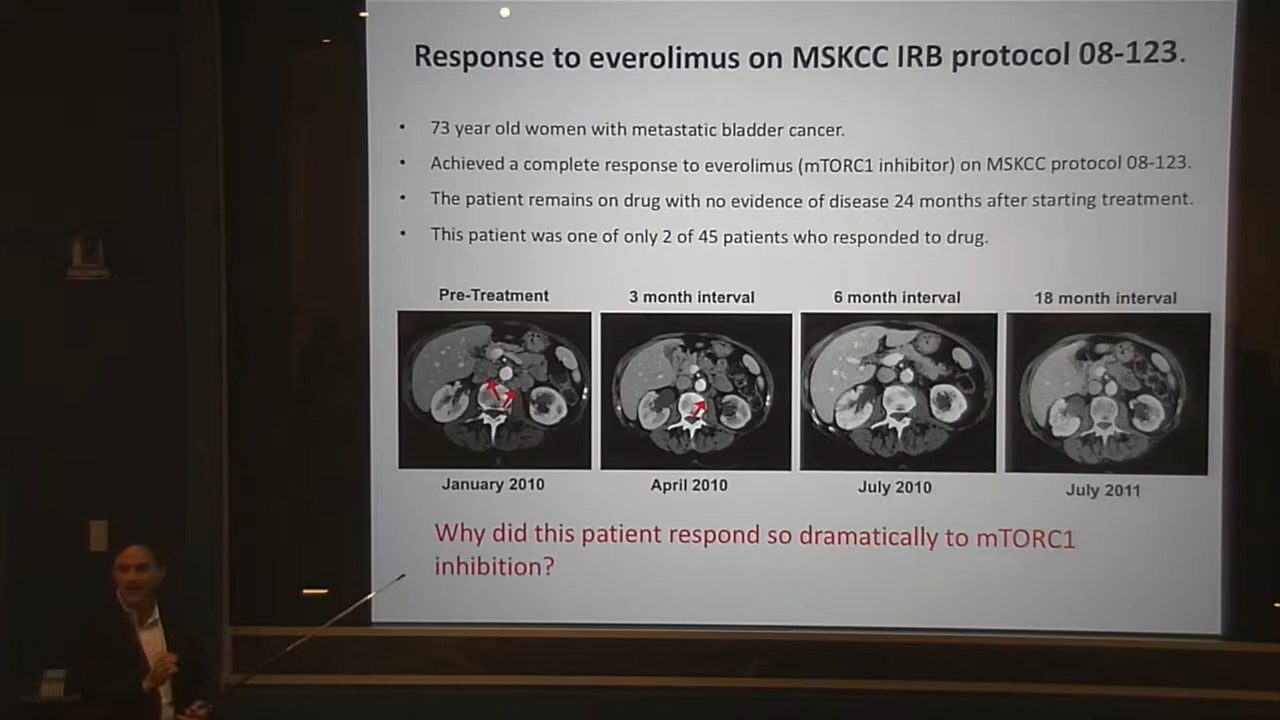 Response to everolimus on MSKCC IRB protocol 08-123.
• 73 year old women with metastatic bladder cancer.
• Achieved a complete response to everolimus (mTORC1 inhibitor) on MSKCC protocol 08-123.
• The patient remains on drug with no evidence of disease 24 months after starting treatment.
• This patient was one of only 2 of 45 patients who responded to drug.
Pre-Treatment 3 month interval 6 month interval 18 month interval
January 2010 April 2010 July 2010 July 2011
Why did this patient respond so dramatically to mTORC1
inhibition?